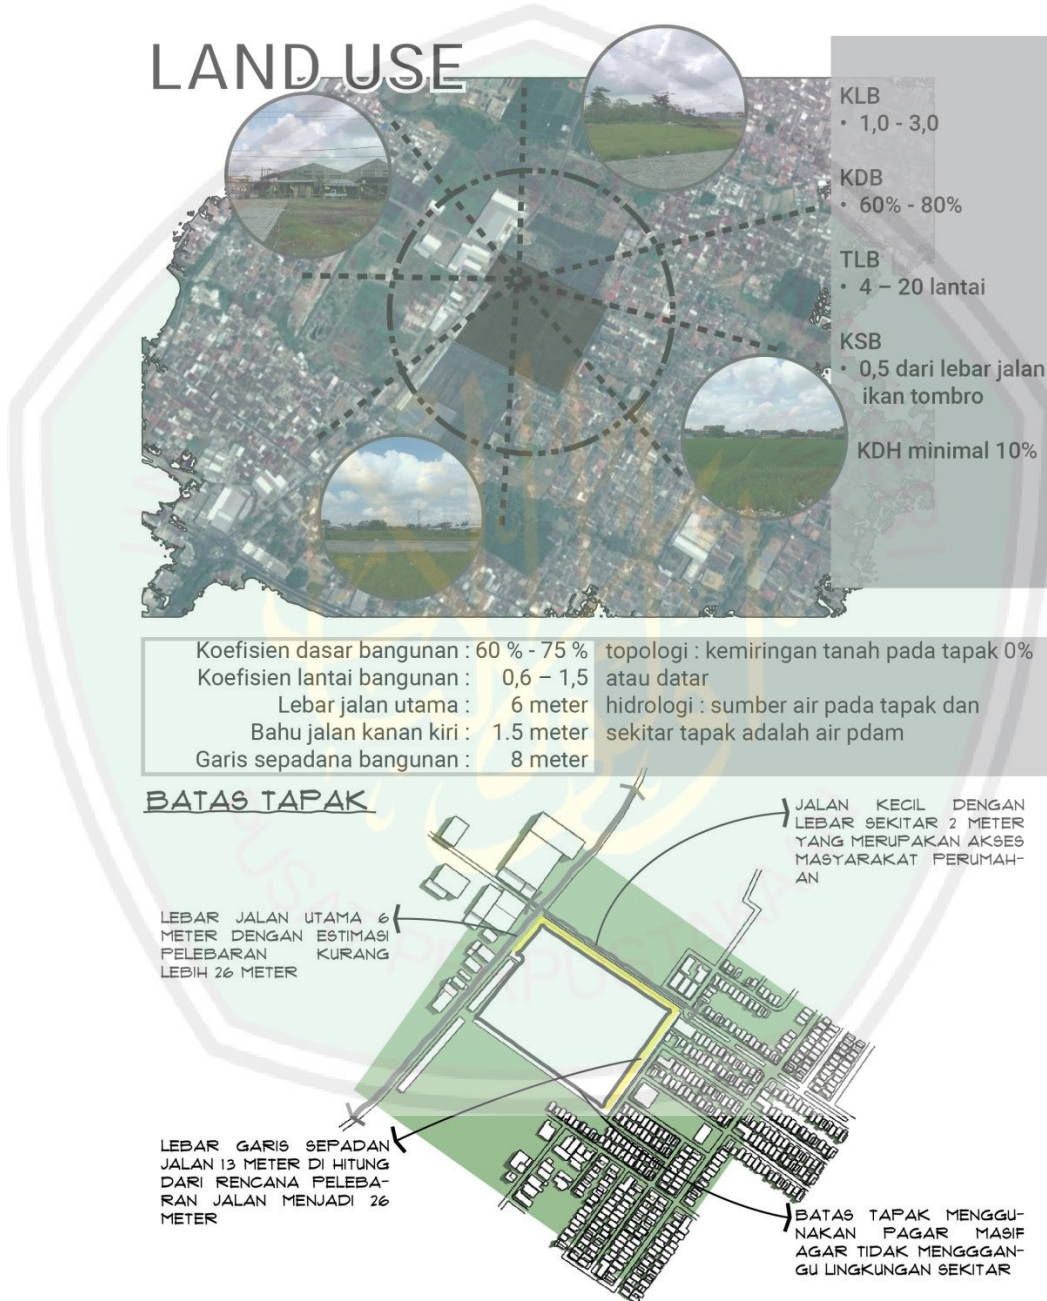 LAND USE
KLB
• 1,0 - 3,0
KDB
• 60% - 80%
TLB
• 4 – 20 lantai
KSB
• 0,5 dari lebar jalan
ikan tombro
KDH minimal 10%
Koefisien dasar bangunan : 60 % - 75 %
Koefisien lantai bangunan : 0,6 – 1,5
Lebar jalan utama : 6 meter
Bahu jalan kanan kiri : 1.5 meter
Garis sepadana bangunan : 8 meter
topologi : kemiringan tanah pada tapak 0%
atau datar
hidrologi : sumber air pada tapak dan
sekitar tapak adalah air pdam
BATAS TAPAK
JALAN KECIL DENGAN
LEBAR SEKITAR 2 METER
YANG MERUPAKAN AKSES
MASYARAKAT PERUMAH-
AN
LEBAR JALAN UTAMA 6
METER DENGAN ESTIMASI
PELEBARAN KURANG
LEBIH 26 METER
LEBAR GARIS SEPADAN
JALAN 13 METER DI HITUNG
DARI RENCANA PELEBA-
RAN JALAN MENJADI 26
METER
BATAS TAPAK MENGGU-
NAKAN PAGAR MASIF
AGAR TIDAK MENGGGAN-
GU LINGKUNGAN SEKITAR